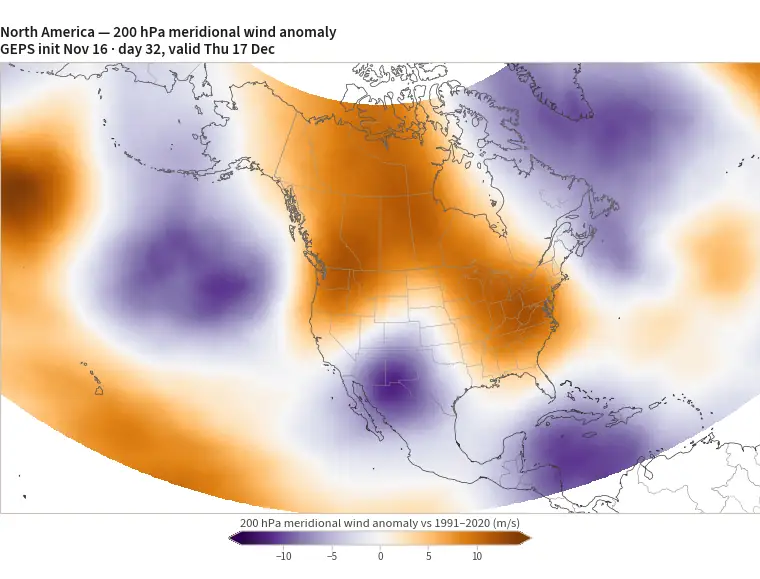 North America — 200 hPa meridional wind anomaly
GEPS init Nov 16 · day 32, valid Thu 17 Dec
200 hPa meridional wind anomaly vs 1991–2020 (m/s)
−10 −5 0 5 10